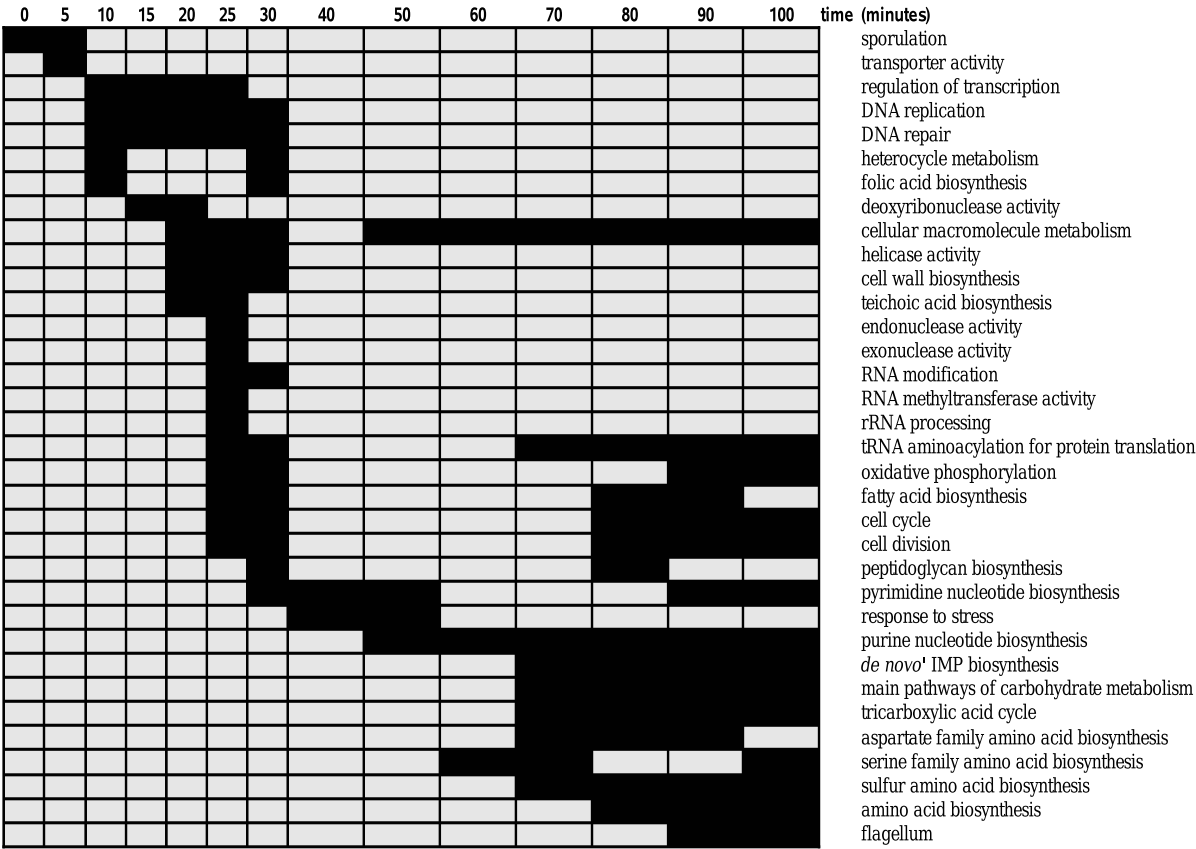 0 5 10 15 20 25 30 40 50 60 70 80 90 100 time (minutes)
sporulation
transporter activity
regulation of transcription
DNA replication
DNA repair
heterocycle metabolism
folic acid biosynthesis
deoxyribonuclease activity
cellular macromolecule metabolism
helicase activity
cell wall biosynthesis
teichoic acid biosynthesis
endonuclease activity
exonuclease activity
RNA modification
RNA methyltransferase activity
rRNA processing
tRNA aminoacylation for protein translation
oxidative phosphorylation
fatty acid biosynthesis
cell cycle
cell division
peptidoglycan biosynthesis
pyrimidine nucleotide biosynthesis
response to stress
purine nucleotide biosynthesis
de novo' IMP biosynthesis
main pathways of carbohydrate metabolism
tricarboxylic acid cycle
aspartate family amino acid biosynthesis
serine family amino acid biosynthesis
sulfur amino acid biosynthesis
amino acid biosynthesis
flagellum